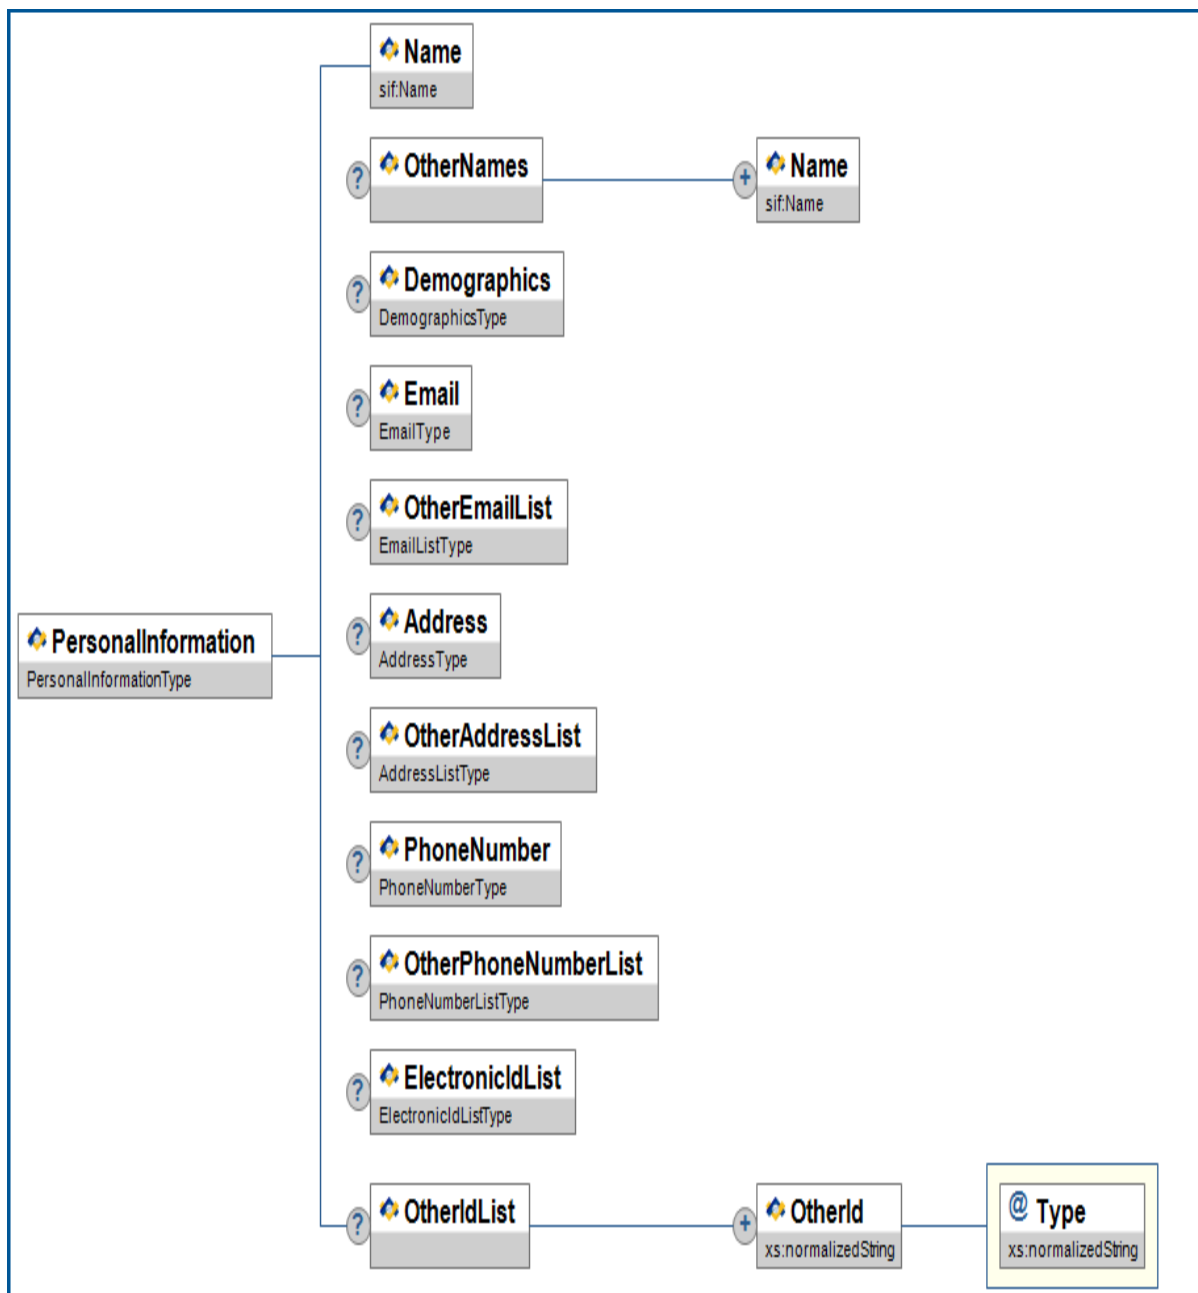 Name
sif:Name
? OtherNames + Name
sif:Name
? Demographics
DemographicsType
? Email
EmailType
? OtherEmailList
EmailListType
? Address
AddressType
PersonalInformation
PersonalInformationType
? OtherAddressList
AddressListType
? PhoneNumber
PhoneNumberType
? OtherPhoneNumberList
PhoneNumberListType
? ElectronicIdList
ElectronicIdListType
? OtherIdList + OtherId @ Type
xs:normalizedString xs:normalizedString